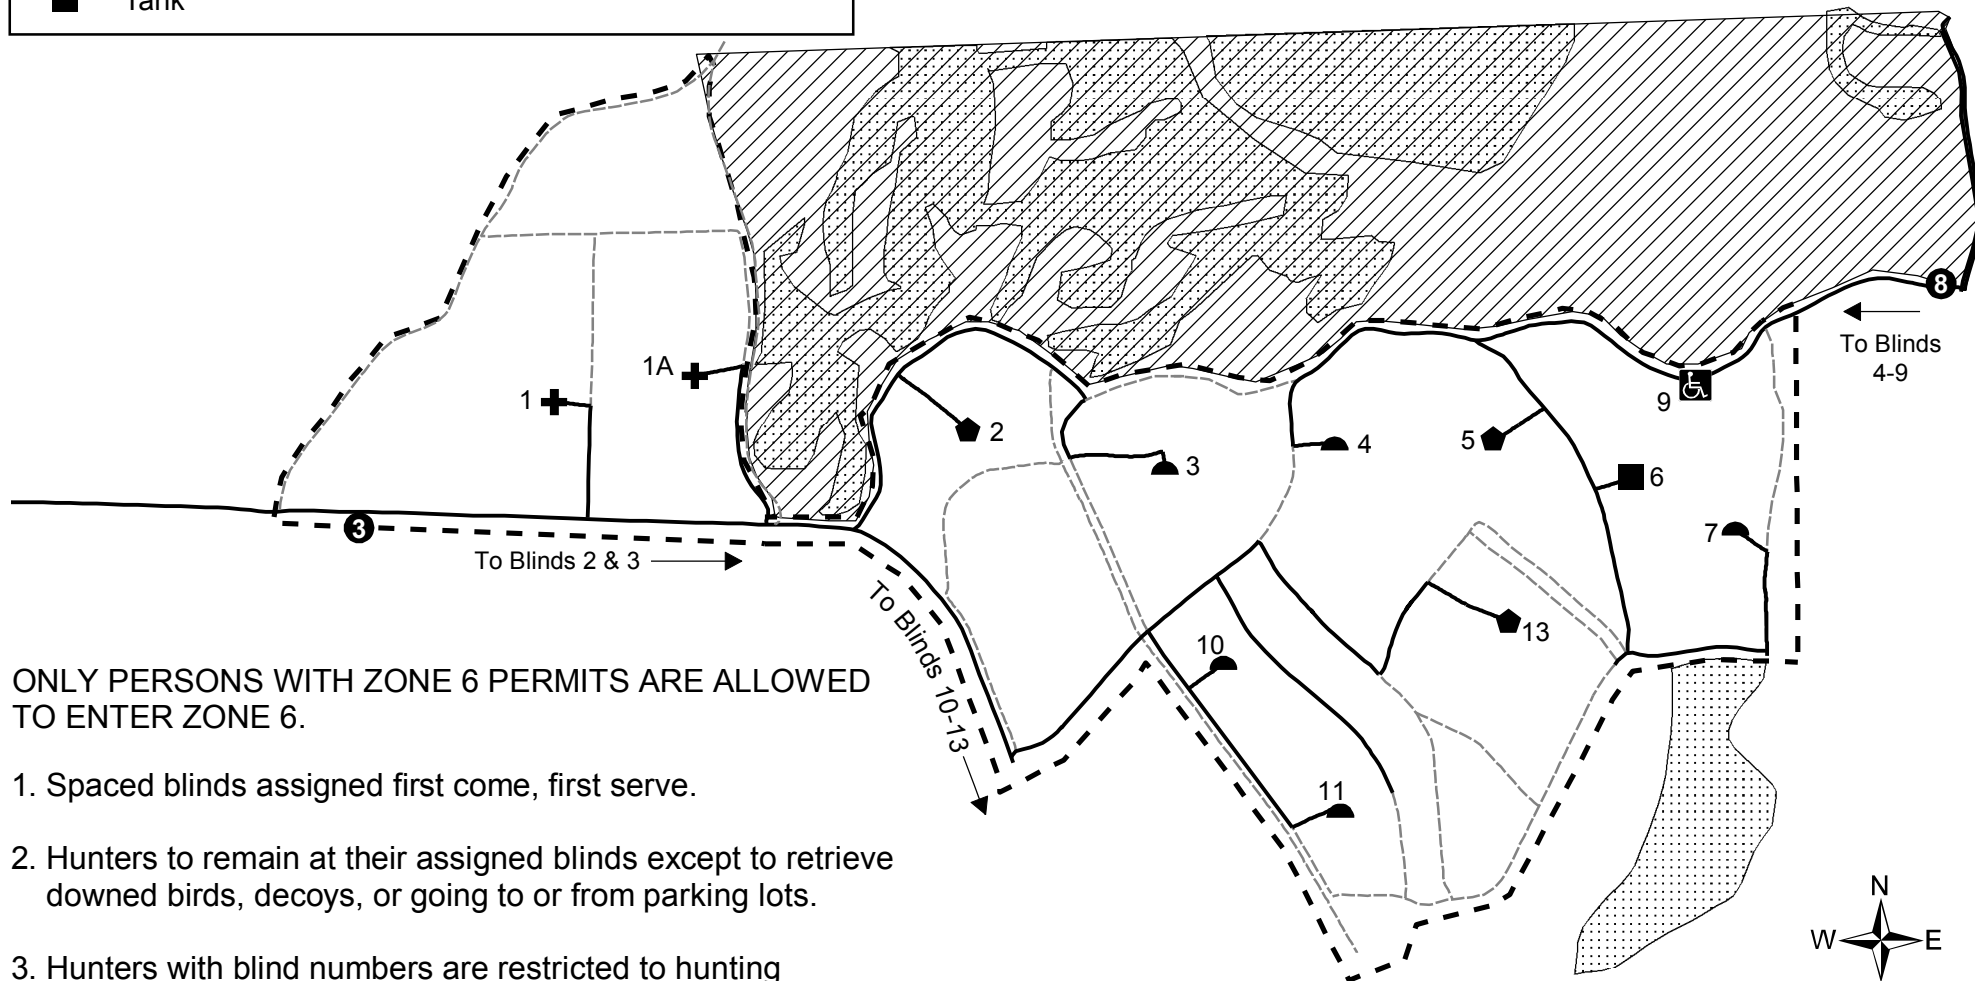 Tank
8
To Blinds
4-9
1A
1
9
2
4
5
3
6
3
7
To Blinds 2 & 3
To Blinds 10-13
13
10
11
ONLY PERSONS WITH ZONE 6 PERMITS ARE ALLOWED
TO ENTER ZONE 6.
1. Spaced blinds assigned first come, first serve.
2. Hunters to remain at their assigned blinds except to retrieve
downed birds, decoys, or going to or from parking lots.
3. Hunters with blind numbers are restricted to hunting
N
W E